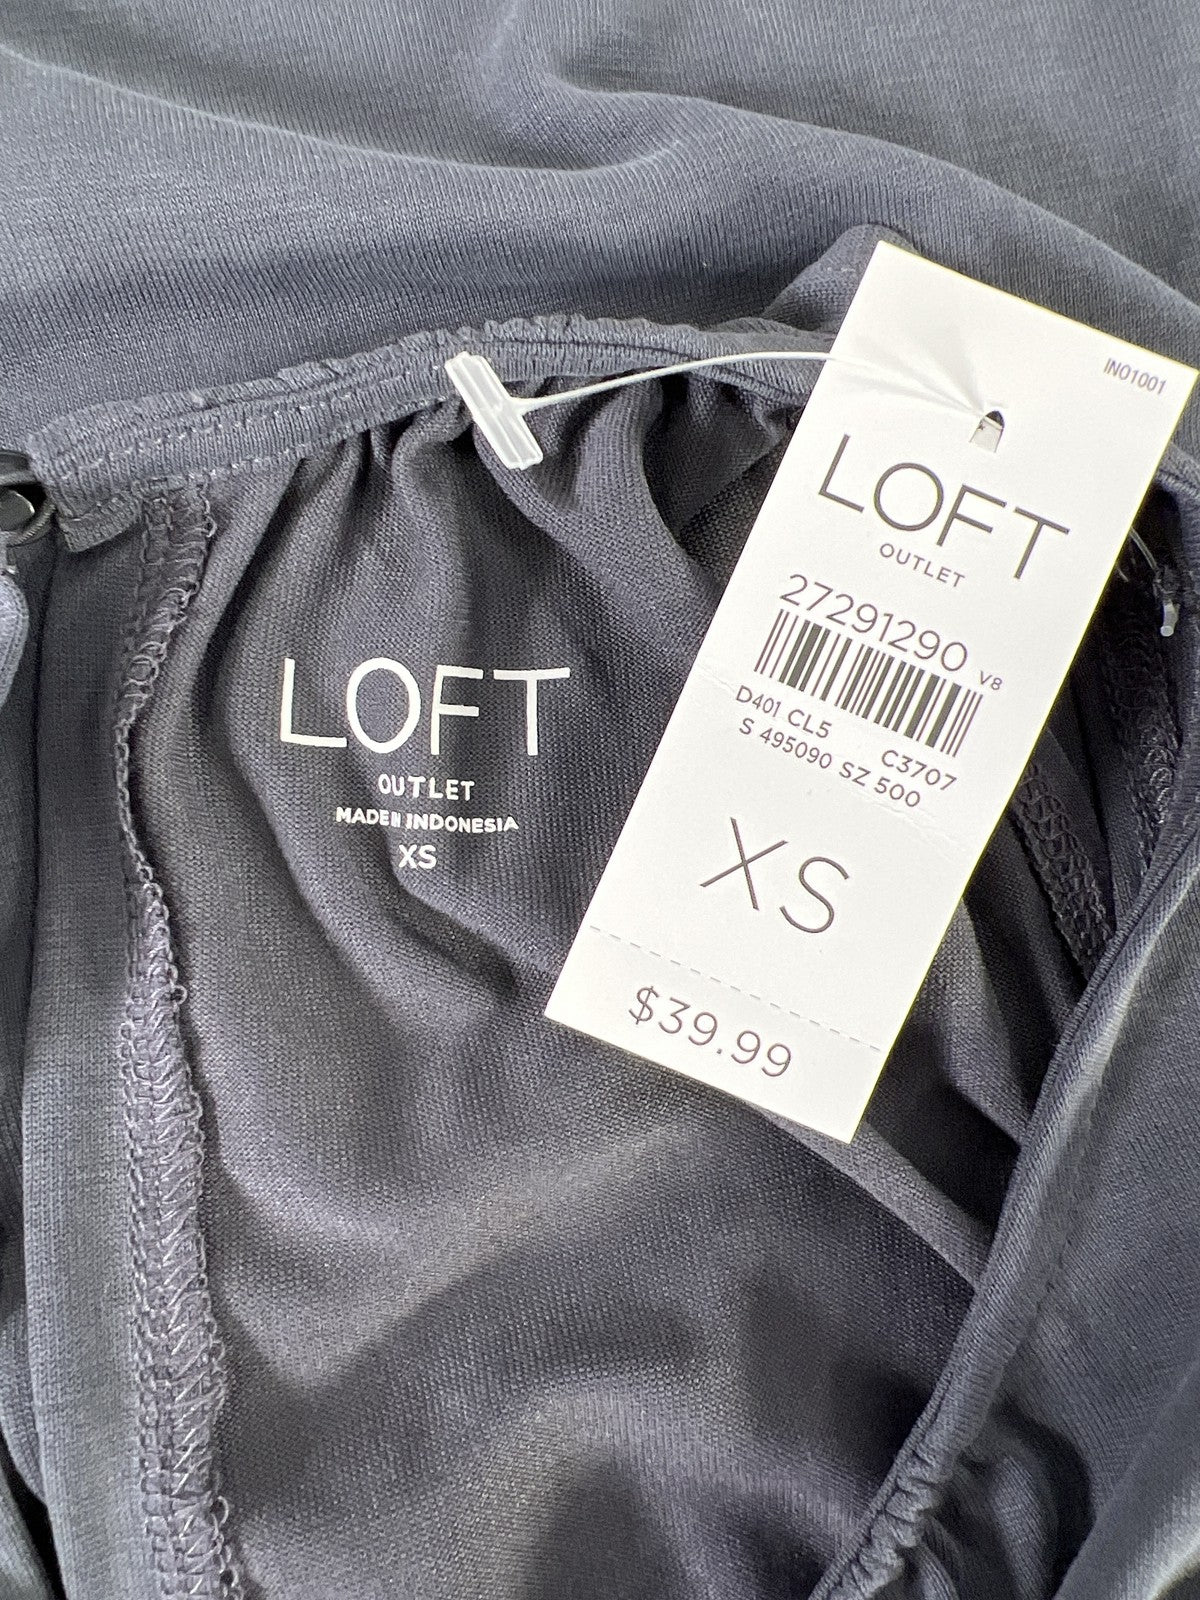 IN01001
LOFT
OUTLET
27291290 V8
D401 CL5 C3707
S 495090 SZ 500
XS
$39.99
LOFT
OUTLET
MADE IN INDONESIA
XS